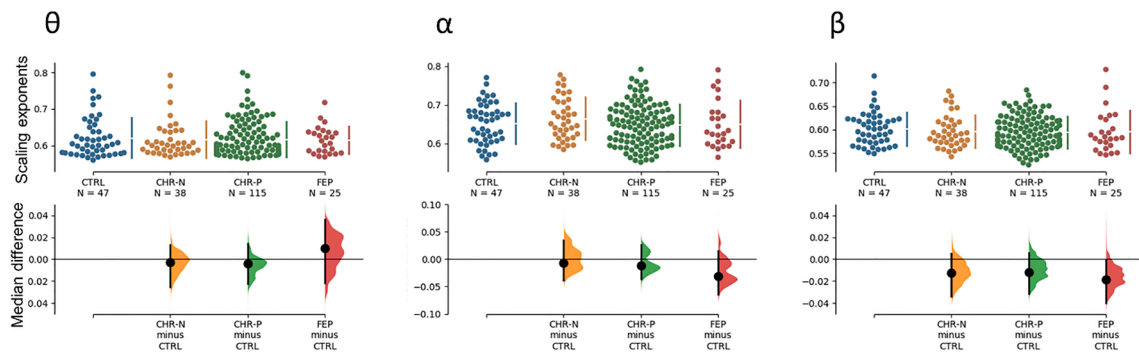 θ
α
β
Scaling exponents
0.8
0.7
0.6
0.8
0.7
0.6
0.70
0.65
0.60
0.55
CTRL
N = 47
CHR-N
N = 38
CHR-P
N = 115
FEP
N = 25
CTRL
N = 47
CHR-N
N = 38
CHR-P
N = 115
FEP
N = 25
CTRL
N = 47
CHR-N
N = 38
CHR-P
N = 115
FEP
N = 25
Median difference
0.04
0.02
0.00
0.02
0.04
0.10
0.05
0.00
−0.05
−0.10
0.04
0.02
0.00
−0.02
−0.04
CHR-N
minus
CTRL
CHR-P
minus
CTRL
FEP
minus
CTRL
CHR-N
minus
CTRL
CHR-P
minus
CTRL
FEP
minus
CTRL
CHR-N
minus
CTRL
CHR-P
minus
CTRL
FEP
minus
CTRL